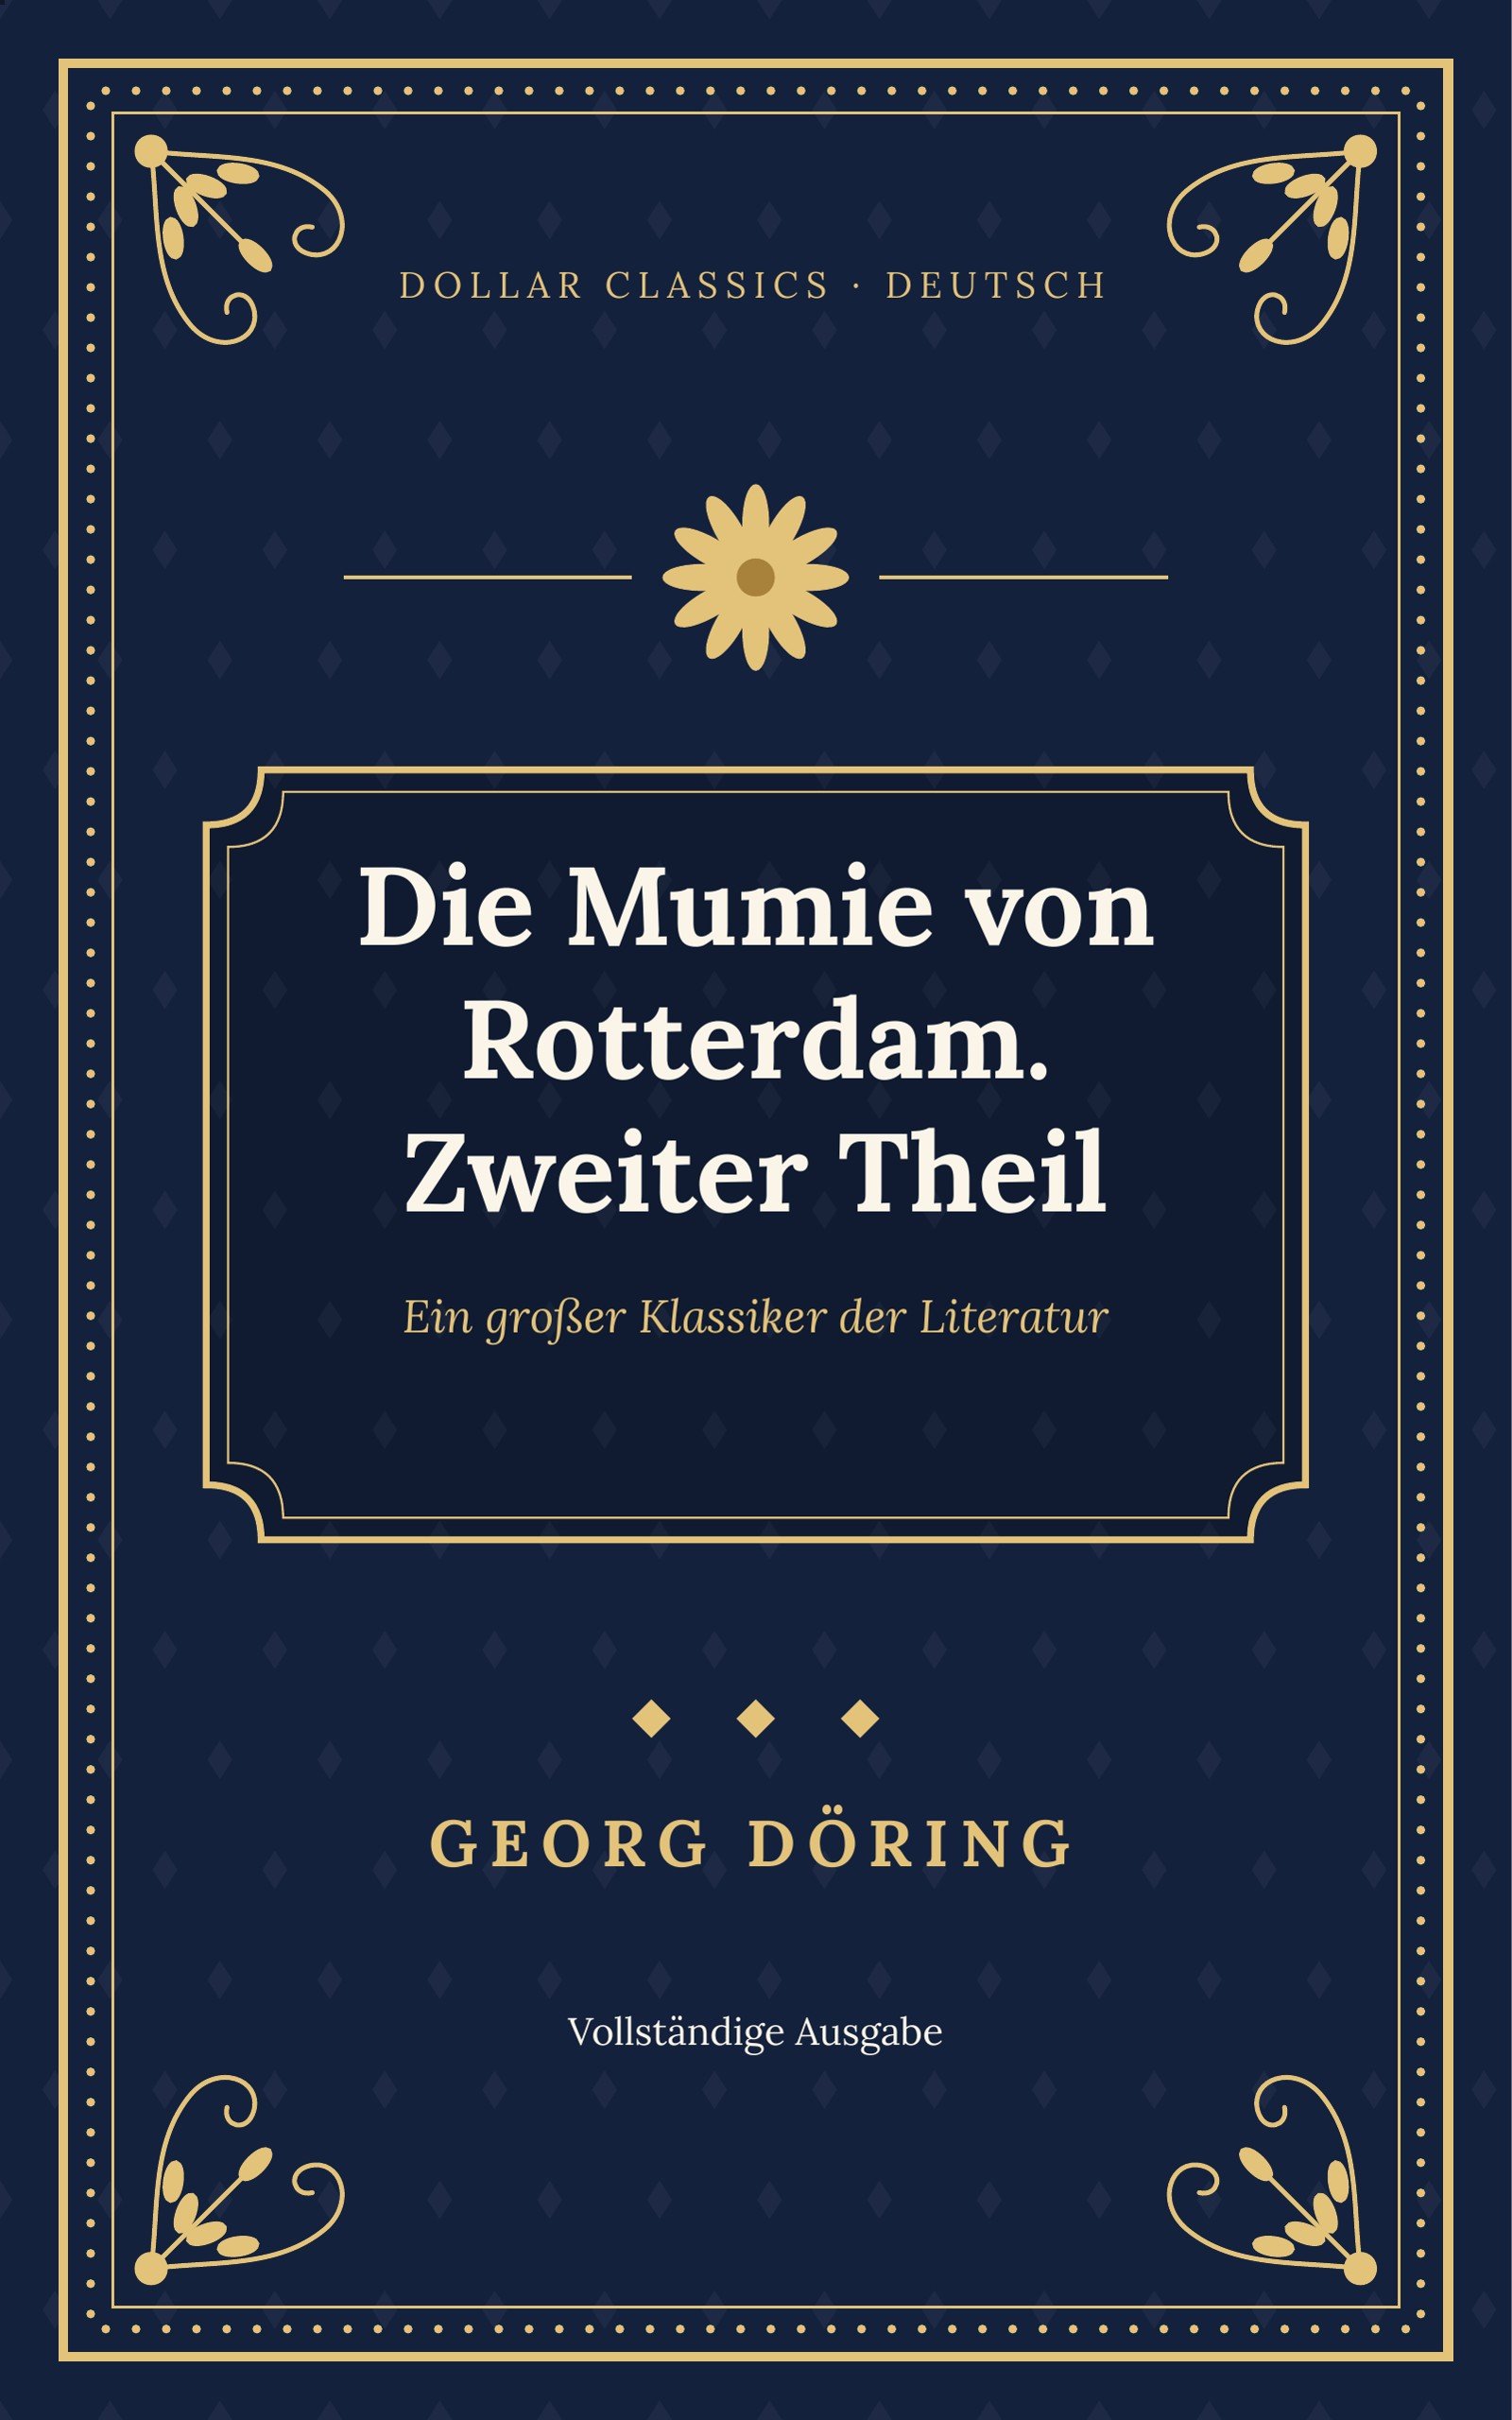 DOLLAR CLASSICS · DEUTSCH
Die Mumie von
Rotterdam.
Zweiter Theil
Ein großer Klassiker der Literatur
GEORG DÖRING
Vollständige Ausgabe